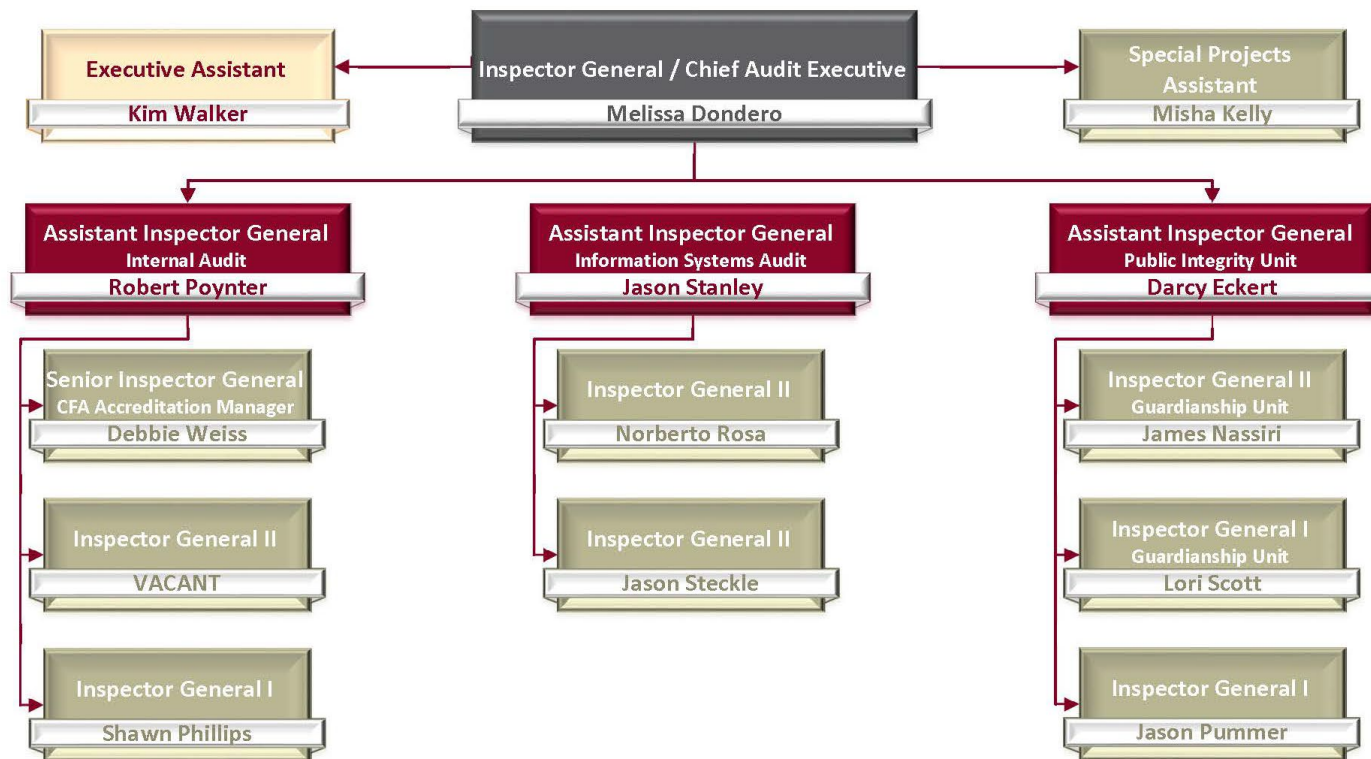 Executive Assistant
Kim Walker
Inspector General / Chief Audit Executive
Melissa Dondero
Special Projects
Assistant
Misha Kelly
Assistant Inspector General
Internal Audit
Robert Poynter
Assistant Inspector General
Information Systems Audit
Jason Stanley
Assistant Inspector General
Public Integrity Unit
Darcy Eckert
Senior Inspector General
CFA Accreditation Manager
Debbie Weiss
Inspector General II
Norberto Rosa
Inspector General II
Guardianship Unit
James Nassiri
Inspector General II
VACANT
Inspector General II
Jason Steckle
Inspector General I
Guardianship Unit
Lori Scott
Inspector General I
Shawn Phillips
Inspector General I
Jason Pummer